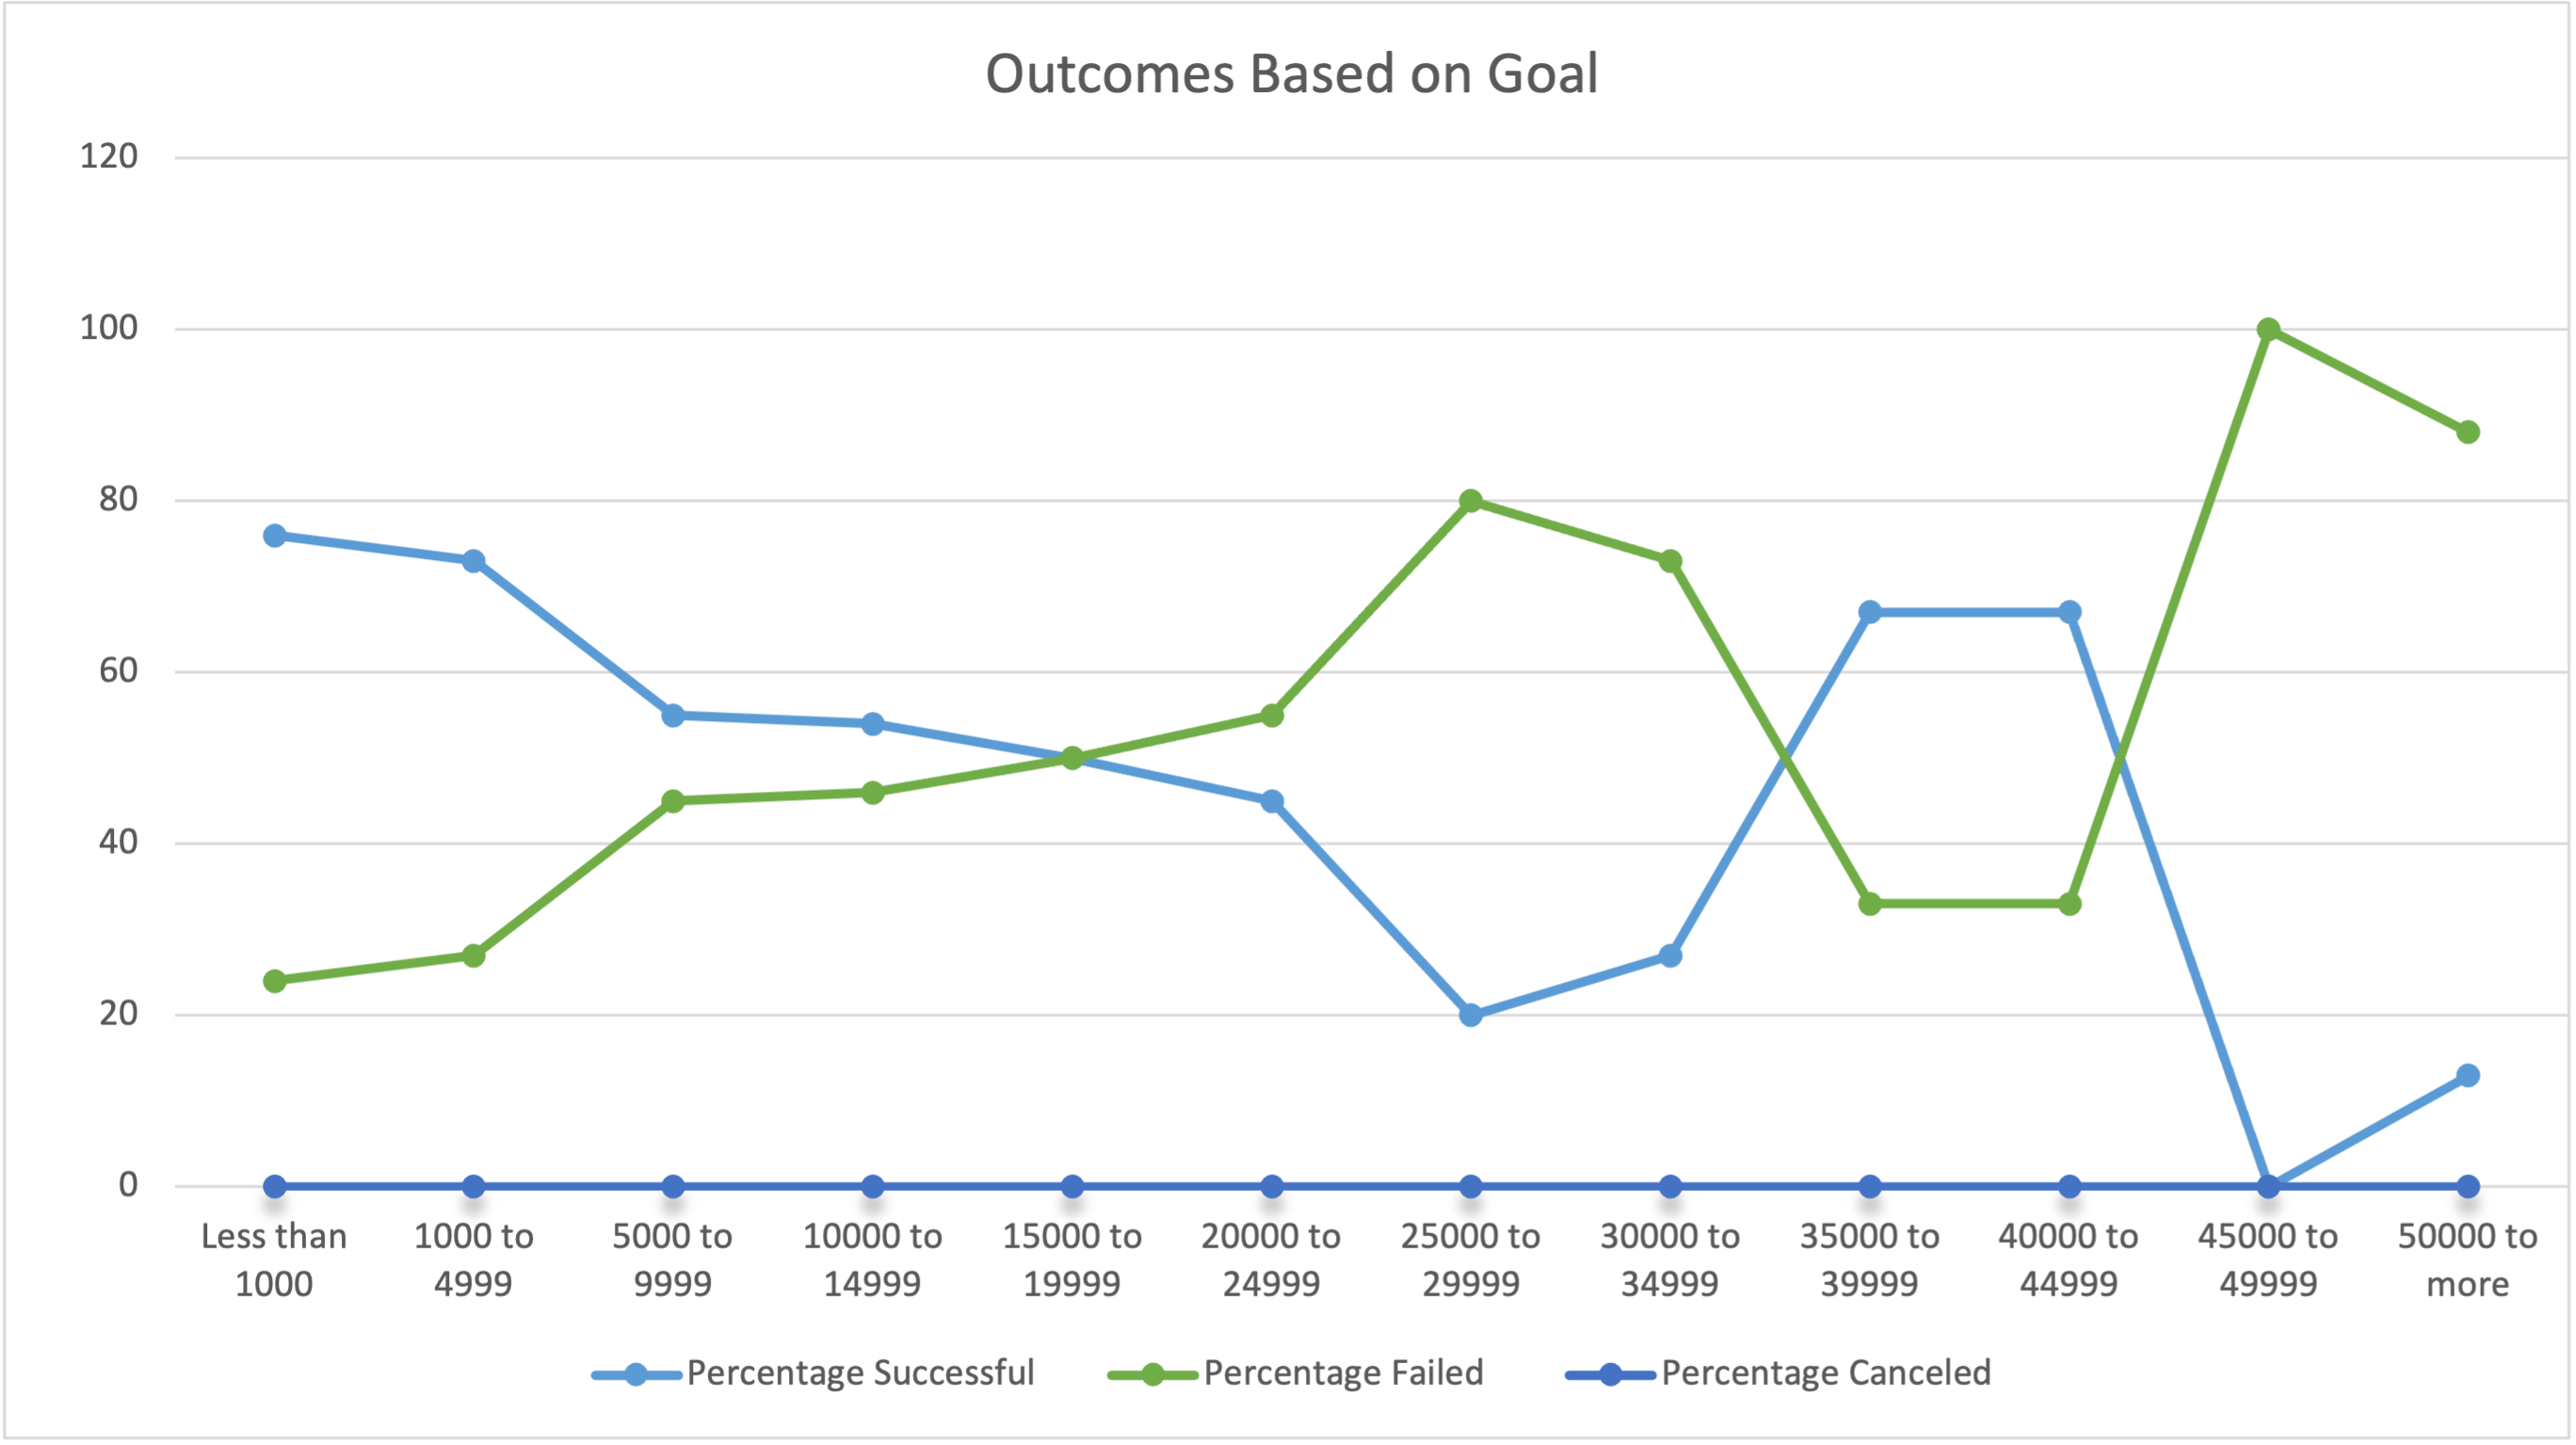 Outcomes Based on Goal
120
100
80
60
40
20
0
Less than 1000
1000 to 4999
5000 to 9999
10000 to 14999
15000 to 19999
20000 to 24999
25000 to 29999
30000 to 34999
35000 to 39999
40000 to 44999
45000 to 49999
50000 to more
Percentage Successful
Percentage Failed
Percentage Canceled